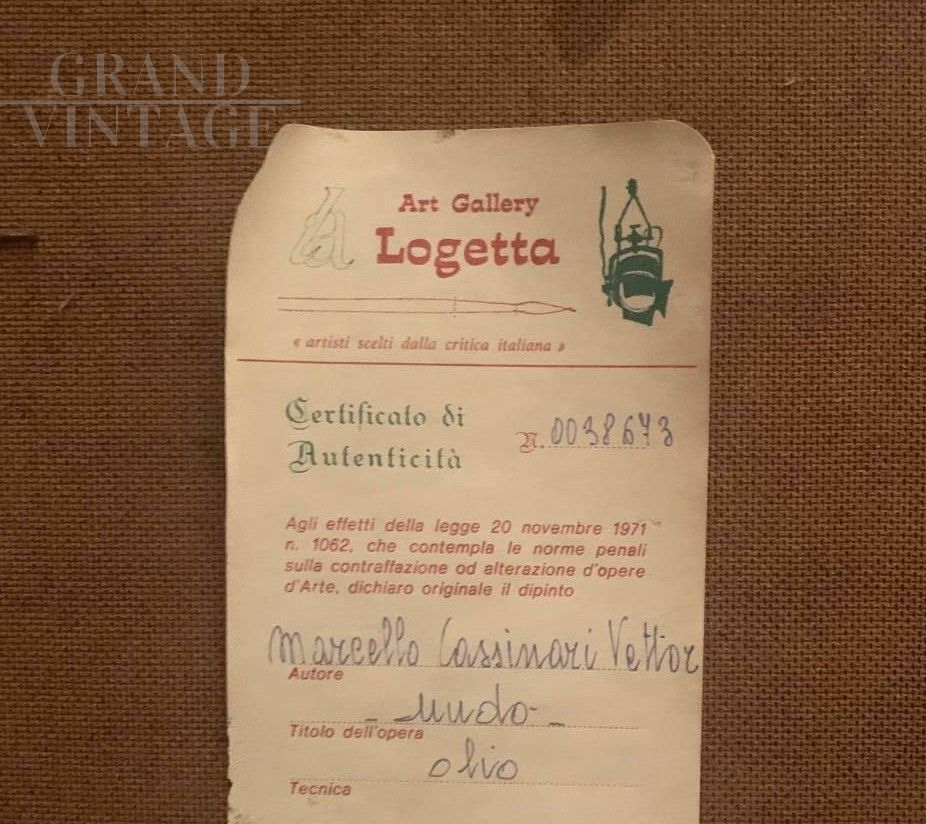 GRAND
VINTAGE
Art Gallery
Logetta
« artisti scelti dalla critica italiana »
Certificato di
Autenticità
N. 0038673
Agli effetti della legge 20 novembre 1971
n. 1062, che contempla le norme penali
sulla contraffazione od alterazione d'opere
d'Arte, dichiaro originale il dipinto
Marcello Cassinari Vettor
Autore
- nudo -
Titolo dell'opera
olio
Tecnica